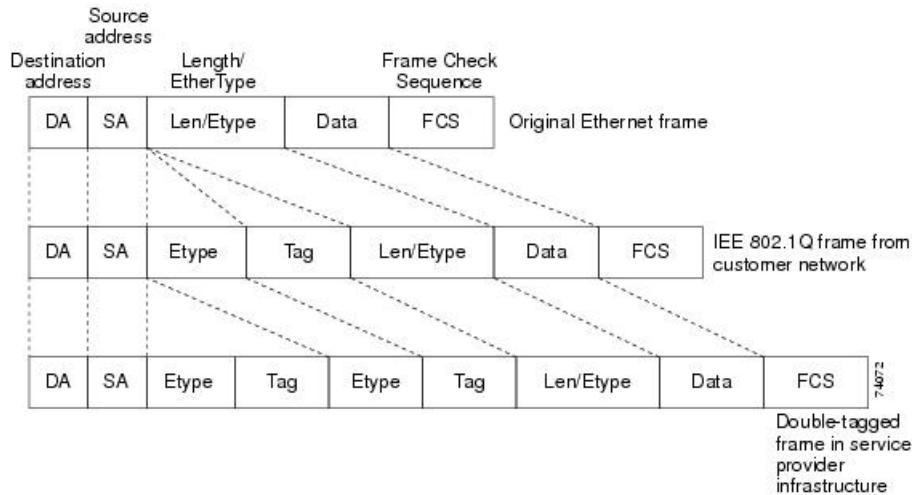 Source
address
Destination
address
Length/
EtherType
Frame Check
Sequence
DA SA Len/Etype Data FCS Original Ethernet frame
DA SA Etype Tag Len/Etype Data FCS
IEE 802.1Q frame from
customer network
DA SA Etype Tag Etype Tag Len/Etype Data FCS
74072
Double-tagged
frame in service
provider
infrastructure